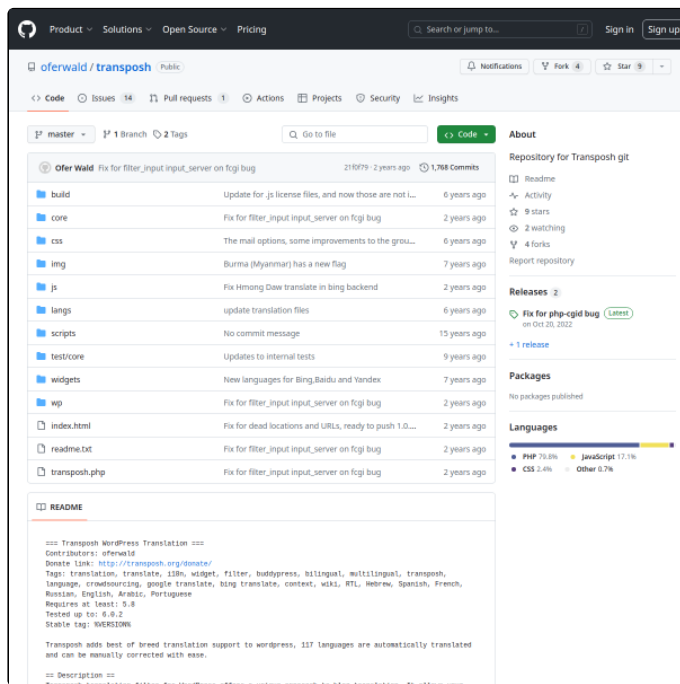 Product Solutions Open Source Pricing Search or jump to... / Sign in Sign up
oferwald / transposh Public Notifications Fork 4 Star 9
Code Issues 14 Pull requests 1 Actions Projects Security Insights
master 1 Branch 2 Tags Go to file Code
Ofer Wald Fix for filter_input input_server on fcgi bug 21f0f79 · 2 years ago 1,768 Commits
build Update for .js license files, and now those are not i... 6 years ago
core Fix for filter_input input_server on fcgi bug 2 years ago
css The mail options, some improvements to the grou... 6 years ago
img Burma (Myanmar) has a new flag 7 years ago
js Fix Hmong Daw translate in bing backend 2 years ago
langs update translation files 6 years ago
scripts No commit message 15 years ago
test/core Updates to internal tests 9 years ago
widgets New languages for Bing,Baidu and Yandex 7 years ago
wp Fix for filter_input input_server on fcgi bug 2 years ago
index.html Fix for dead locations and URLs, ready to push 1.0.... 2 years ago
readme.txt Fix for filter_input input_server on fcgi bug 2 years ago
transposh.php Fix for filter_input input_server on fcgi bug 2 years ago
README
=== Transposh WordPress Translation ===
Contributors: oferwald
Donate link: http://transposh.org/donate/
Tags: translation, translate, i18n, widget, filter, buddypress, bilingual, multilingual, transposh,
language, crowdsourcing, google translate, bing translate, context, wiki, RTL, Hebrew, Spanish, French,
Russian, English, Arabic, Portuguese
Requires at least: 5.8
Tested up to: 6.0.2
Stable tag: %VERSION%
Transposh adds best of breed translation support to wordpress, 117 languages are automatically translated
and can be manually corrected with ease.
== Description ==
About
Repository for Transposh git
Readme
Activity
9 stars
2 watching
4 forks
Report repository
Releases 2
Fix for php-cgid bug Latest
on Oct 20, 2022
+ 1 release
Packages
No packages published
Languages
PHP 79.8% JavaScript 17.1%
CSS 2.4% Other 0.7%